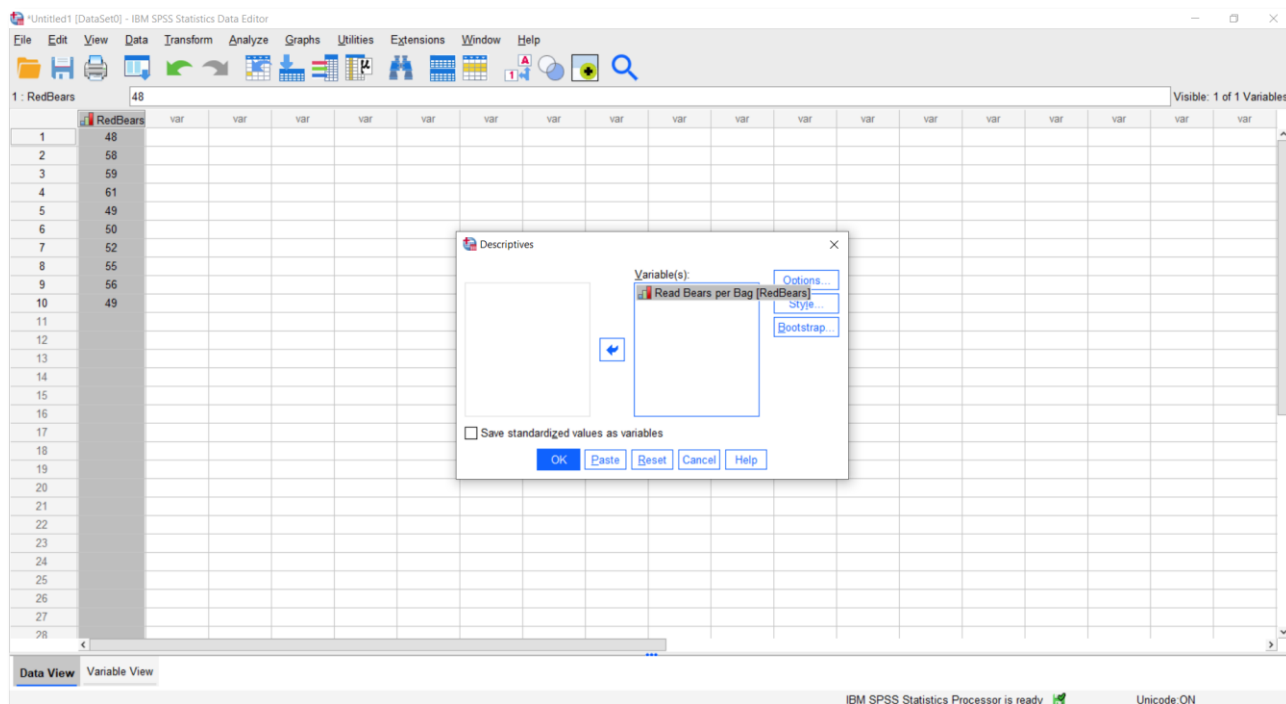 *Untitled1 [DataSet0] - IBM SPSS Statistics Data Editor
File Edit View Data Transform Analyze Graphs Utilities Extensions Window Help
1 : RedBears 48 Visible: 1 of 1 Variables
RedBears var var var var var var var var var var var var var var var var var var
1 48
2 58
3 59
4 61
5 49
6 50
7 52
8 55
9 56
10 49
11
12
13
14
15
16
17
18
19
20
21
22
23
24
25
26
27
28
Descriptives
Variable(s):
Read Bears per Bag [RedBears]
Options...
Style...
Bootstrap...
Save standardized values as variables
OK Paste Reset Cancel Help
Data View Variable View
IBM SPSS Statistics Processor is ready Unicode:ON